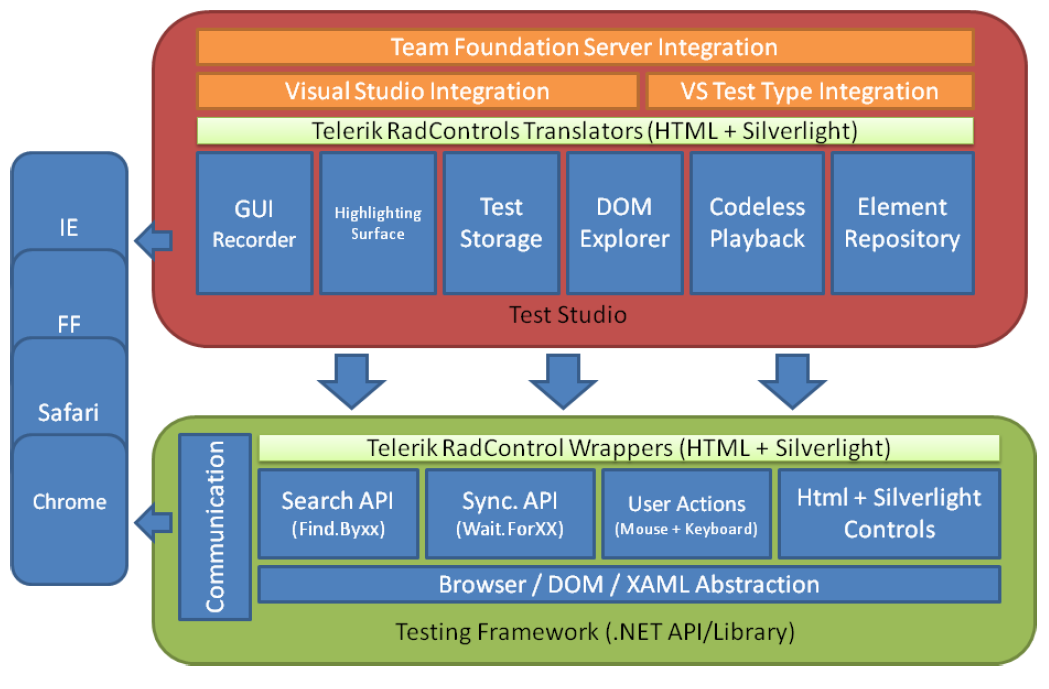 Team Foundation Server Integration
Visual Studio Integration
VS Test Type Integration
Telerik RadControls Translators (HTML + Silverlight)
GUI
Recorder
Highlighting
Surface
Test
Storage
DOM
Explorer
Codeless
Playback
Element
Repository
Test Studio
IE
FF
Safari
Chrome
Communication
Telerik RadControl Wrappers (HTML + Silverlight)
Search API
(Find.Byxx)
Sync. API
(Wait.ForXX)
User Actions
(Mouse + Keyboard)
Html + Silverlight
Controls
Browser / DOM / XAML Abstraction
Testing Framework (.NET API/Library)